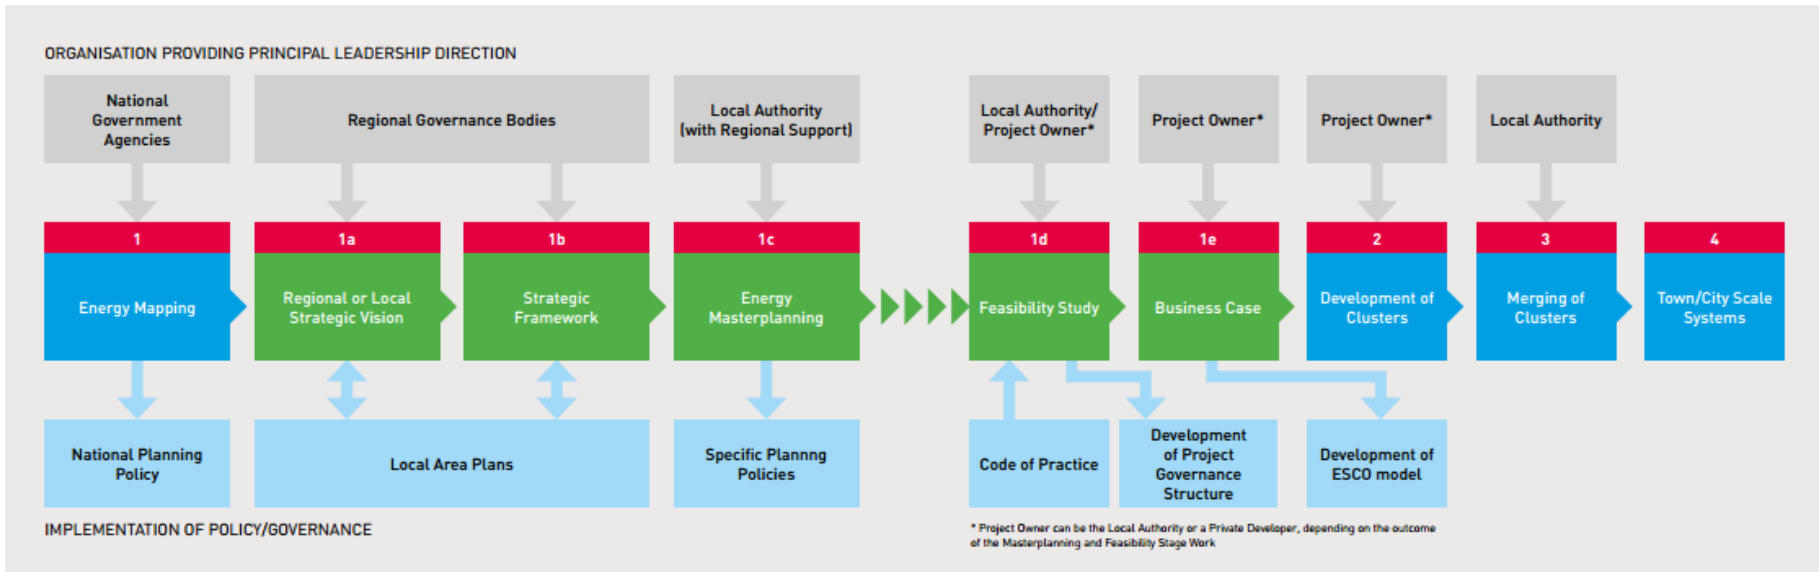 ORGANISATION PROVIDING PRINCIPAL LEADERSHIP DIRECTION
National
Government
Agencies
Regional Governance Bodies
Local Authority
(with Regional Support)
Local Authority/
Project Owner*
Project Owner*
Project Owner*
Local Authority
1
1a
1b
1c
1d
1e
2
3
4
Energy Mapping
Regional or Local
Strategic Vision
Strategic
Framework
Energy
Masterplanning
Feasibility Study
Business Case
Development of
Clusters
Merging of
Clusters
Town/City Scale
Systems
National Planning
Policy
Local Area Plans
Specific Plannng
Policies
Code of Practice
Development
of Project
Governance
Structure
Development of
ESCO model
IMPLEMENTATION OF POLICY/GOVERNANCE
* Project Owner can be the Local Authority or a Private Developer, depending on the outcome
of the Masterplanning and Feasibility Stage Work